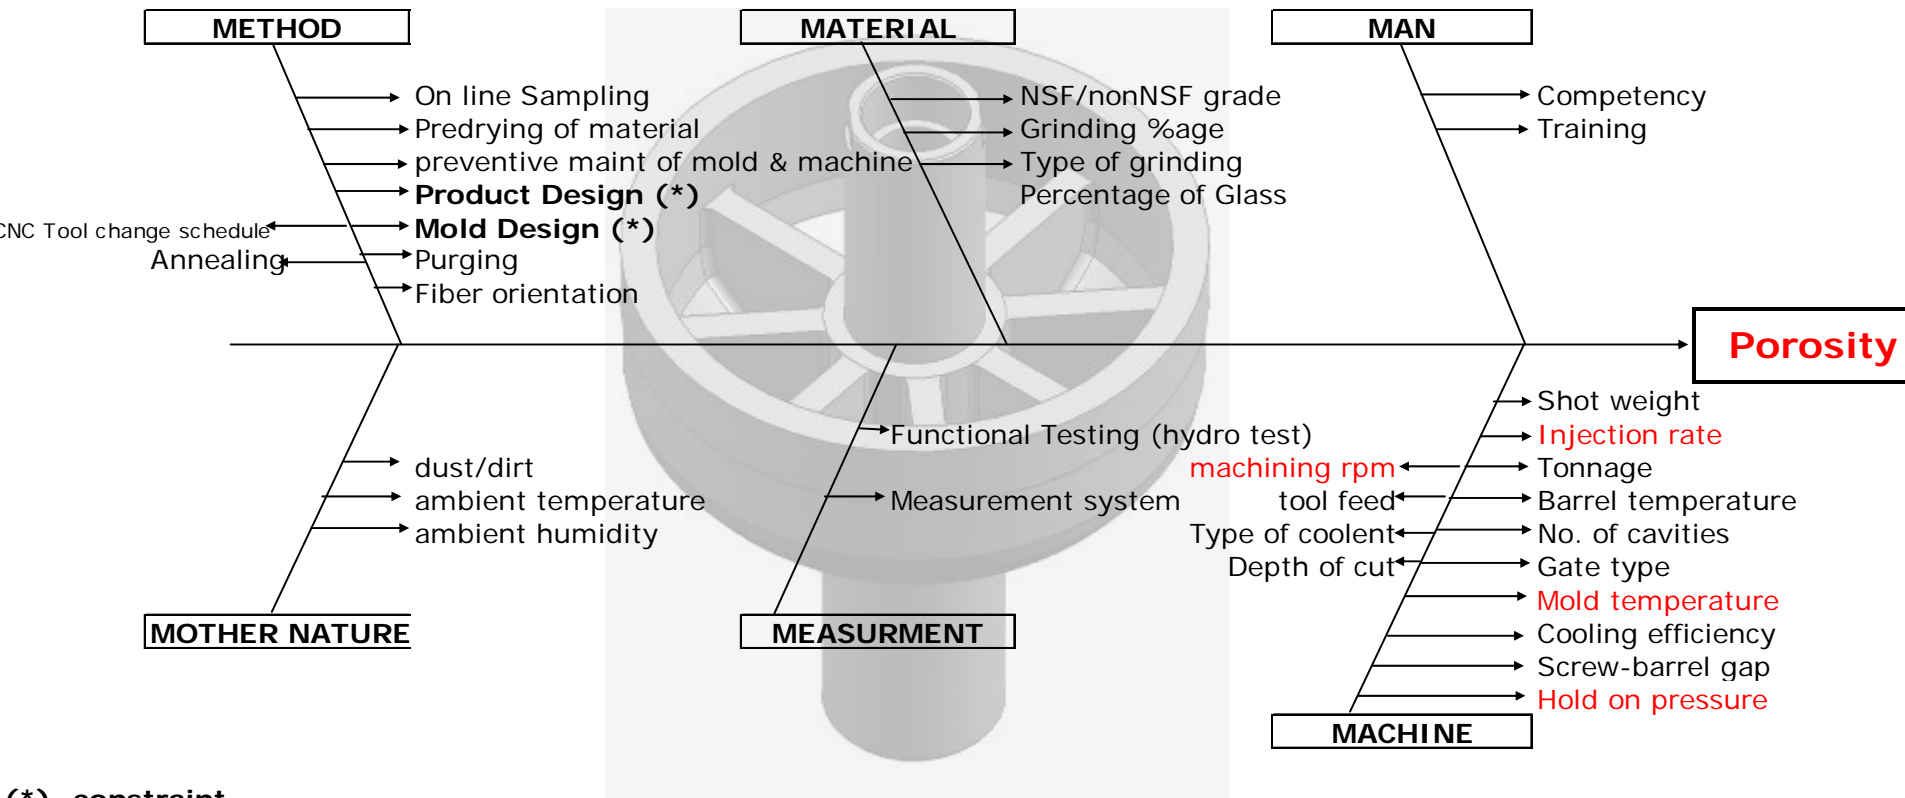 METHOD
MATERIAL
MAN
On line Sampling
Predrying of material
preventive maint of mold & machine
Product Design (*)
CNC Tool change schedule
Mold Design (*)
Annealing
Purging
Fiber orientation
NSF/nonNSF grade
Grinding %age
Type of grinding
Percentage of Glass
Competency
Training
Porosity
dust/dirt
ambient temperature
ambient humidity
Functional Testing (hydro test)
Measurement system
machining rpm
tool feed
Type of coolent
Depth of cut
Shot weight
Injection rate
Tonnage
Barrel temperature
No. of cavities
Gate type
Mold temperature
Cooling efficiency
Screw-barrel gap
Hold on pressure
MOTHER NATURE
MEASURMENT
MACHINE
(*) constraint